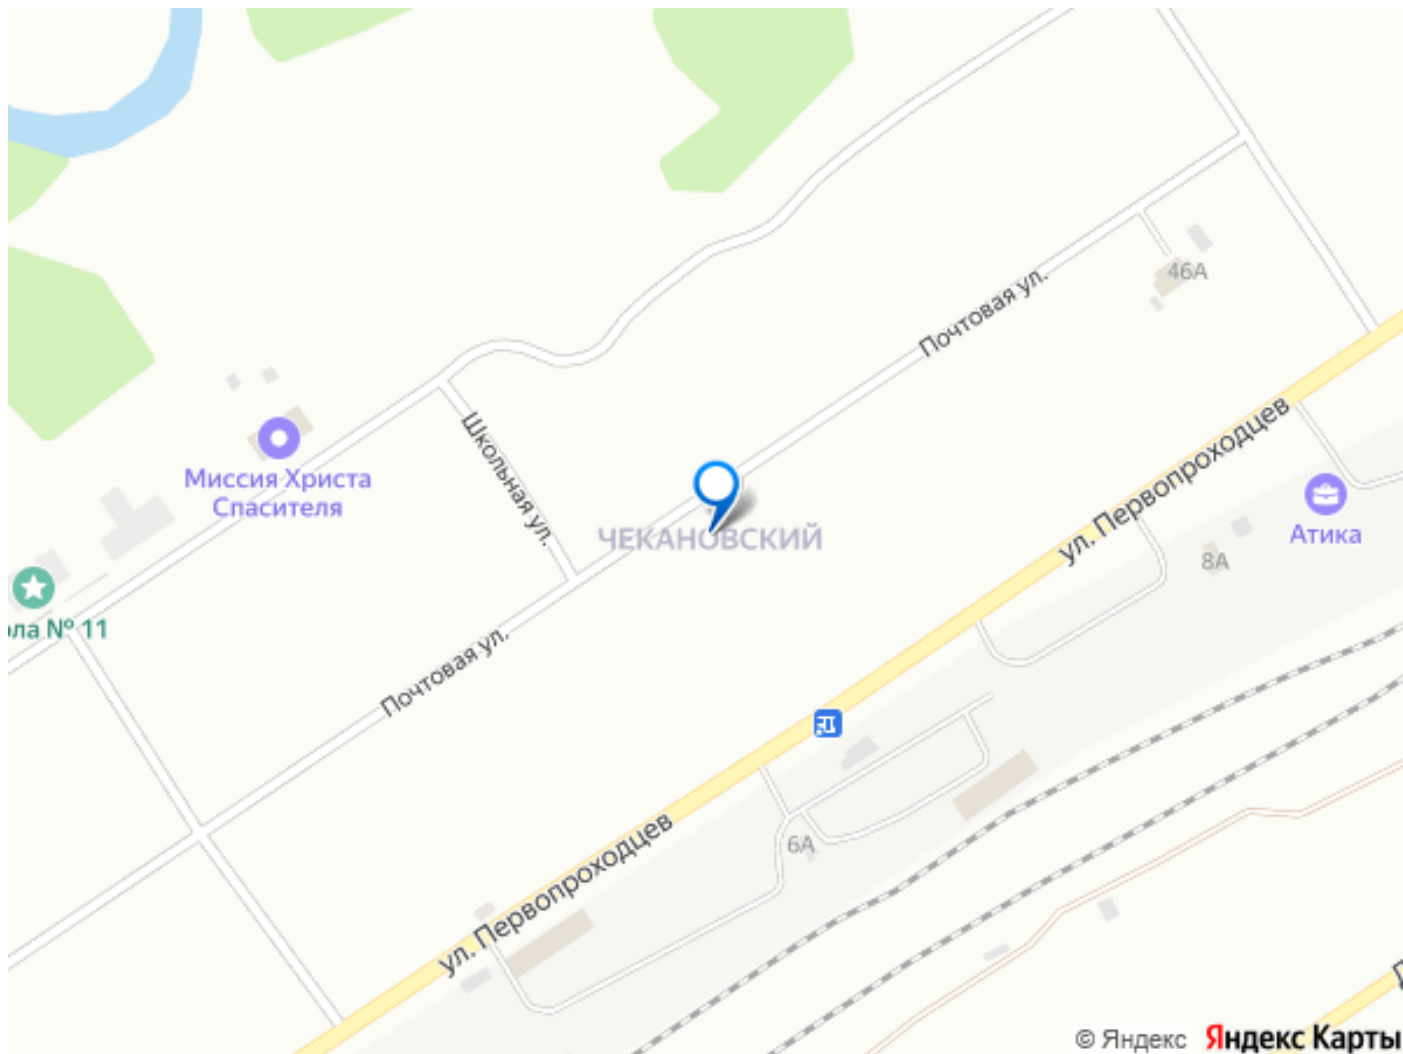 46А
Почтовая ул.
Школьная ул.
Миссия Христа
Спасителя
ул. Первопроходцев
Атика
ЧЕКАНОВСКИЙ
8А
ола № 11
Почтовая ул.
6А
ул. Первопроходцев
© Яндекс Яндекс Карты